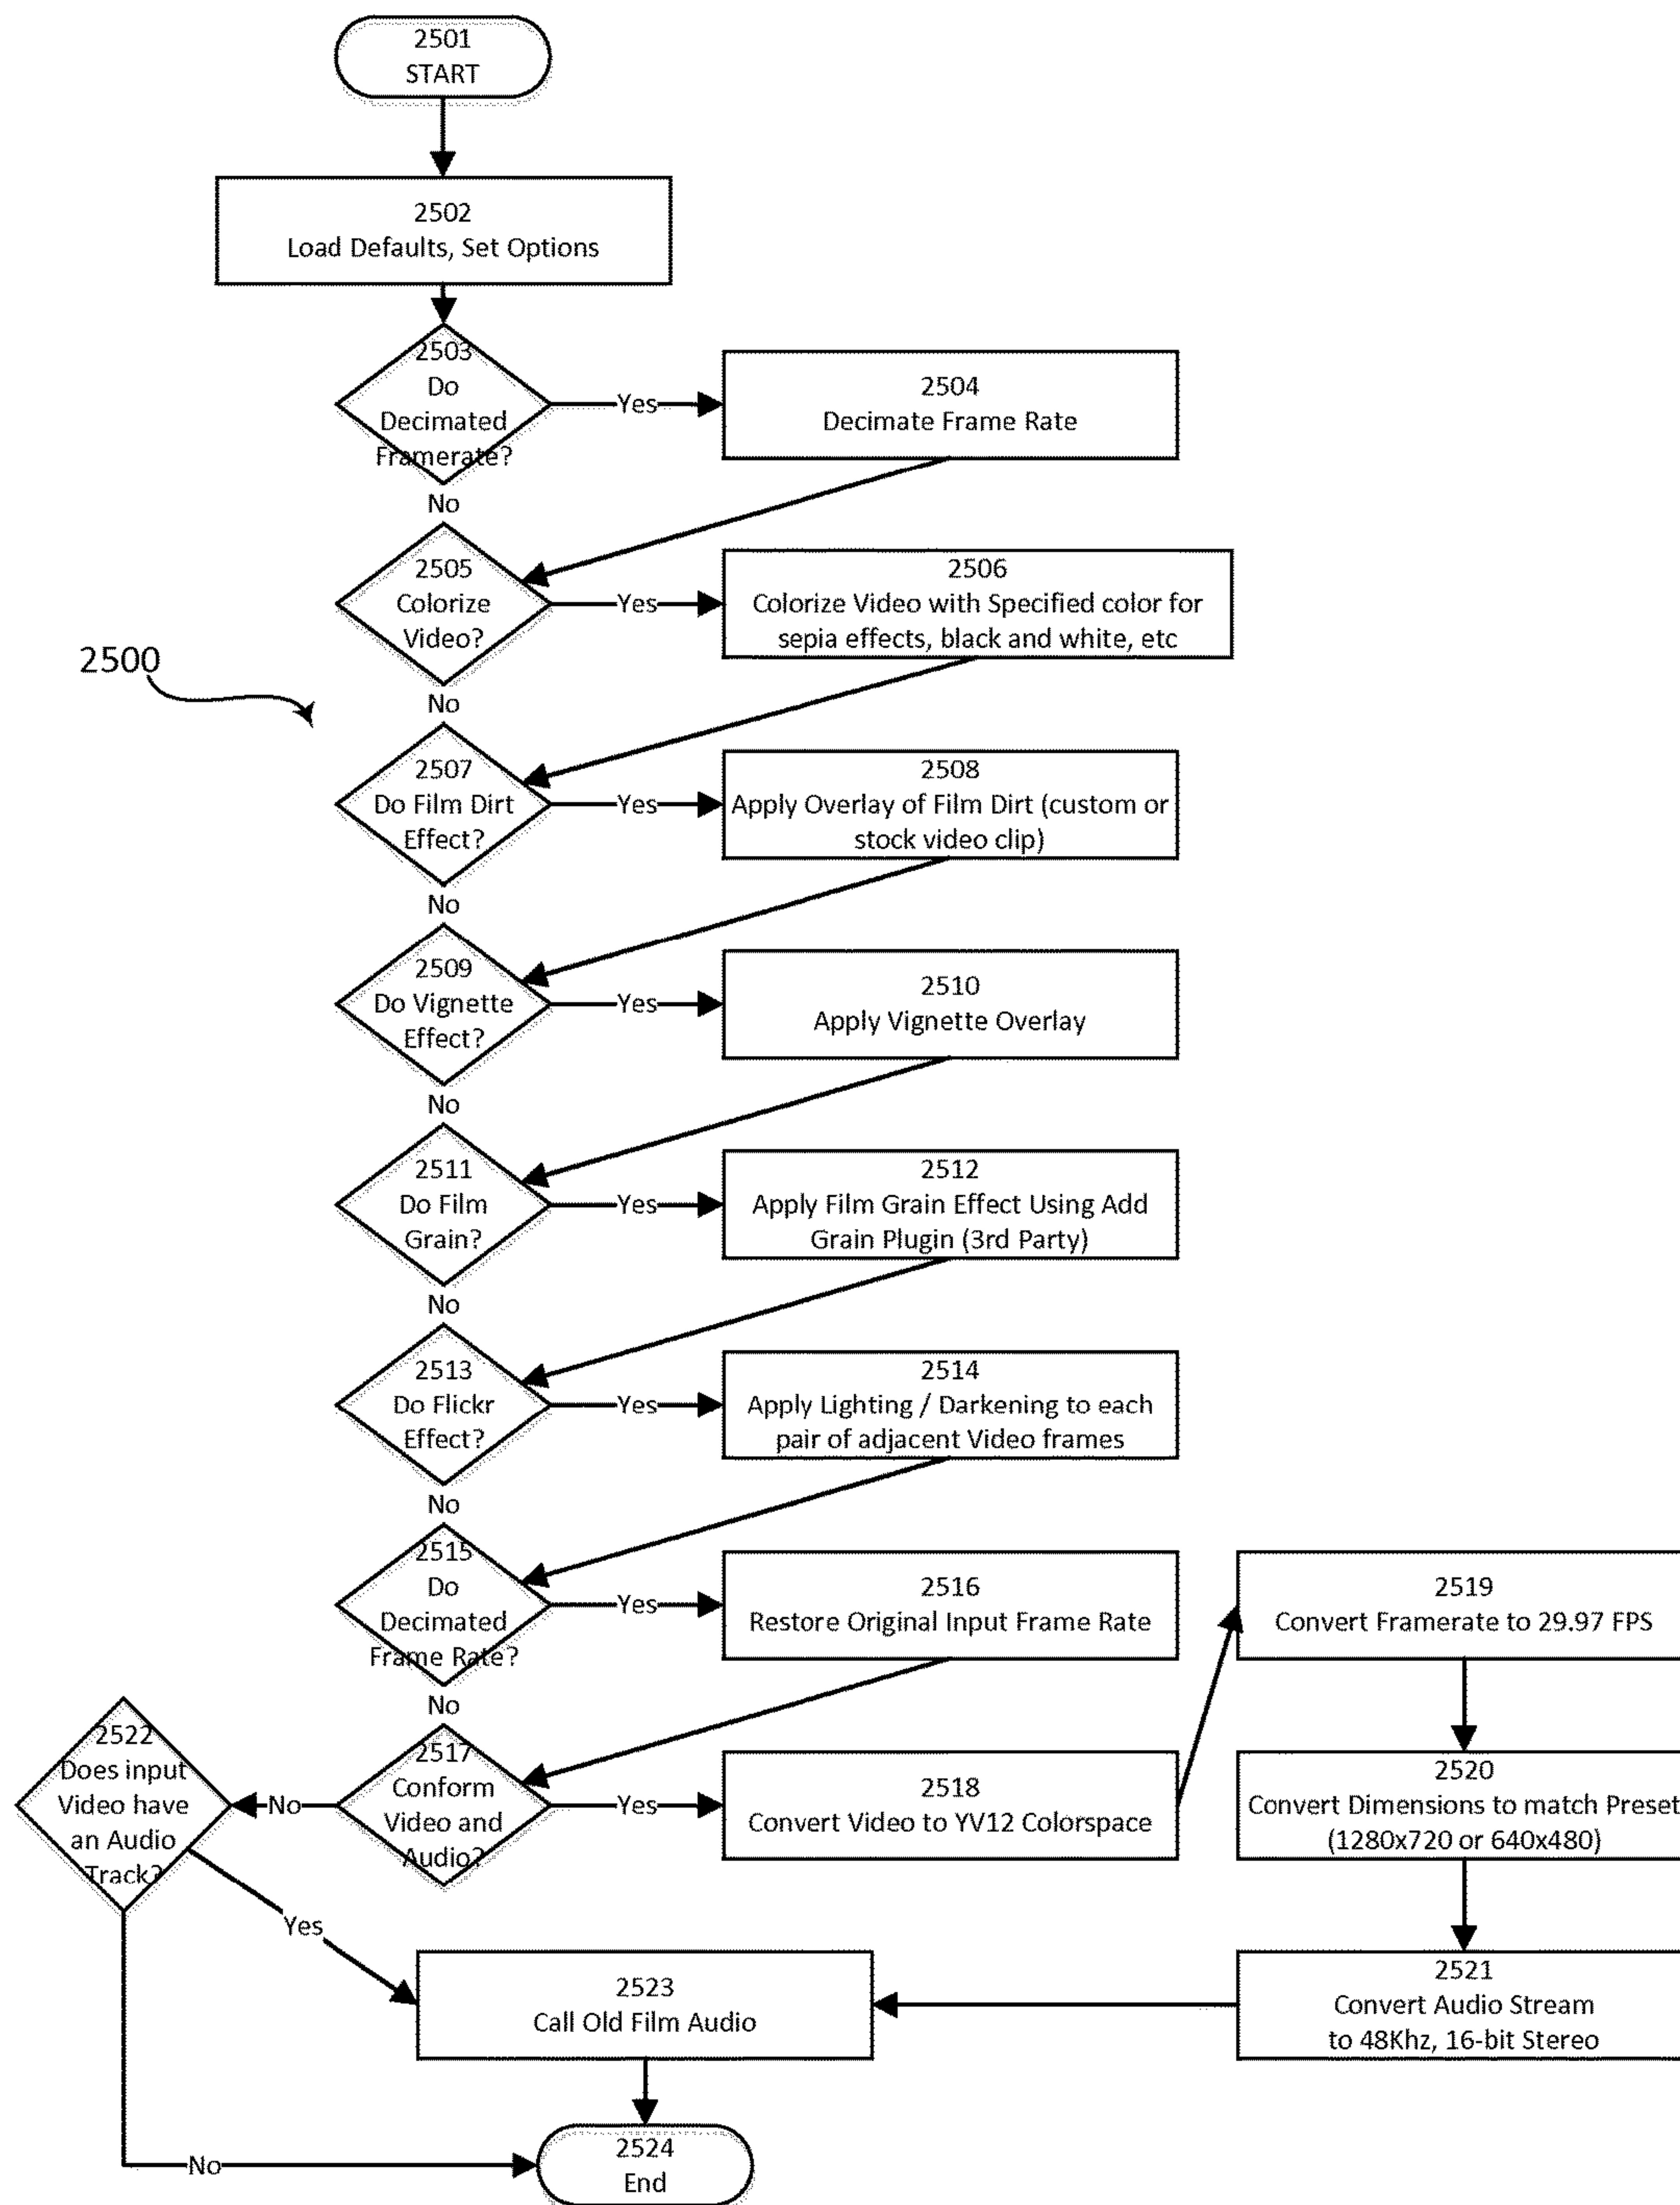 2501
START
2502
Load Defaults, Set Options
2503
Do
Decimated
Framerate?
Yes
2504
Decimate Frame Rate
No
2505
Colorize
Video?
Yes
2506
Colorize Video with Specified color for
sepia effects, black and white, etc
2500
No
2507
Do Film Dirt
Effect?
Yes
2508
Apply Overlay of Film Dirt (custom or
stock video clip)
No
2509
Do Vignette
Effect?
Yes
2510
Apply Vignette Overlay
No
2511
Do Film
Grain?
Yes
2512
Apply Film Grain Effect Using Add
Grain Plugin (3rd Party)
No
2513
Do Flickr
Effect?
Yes
2514
Apply Lighting / Darkening to each
pair of adjacent Video frames
No
2515
Do
Decimated
Frame Rate?
Yes
2516
Restore Original Input Frame Rate
2519
Convert Framerate to 29.97 FPS
No
2522
Does input
Video have
an Audio
Track?
No
2517
Conform
Video and
Audio?
Yes
2518
Convert Video to YV12 Colorspace
2520
Convert Dimensions to match Preset
(1280x720 or 640x480)
Yes
2523
Call Old Film Audio
2521
Convert Audio Stream
to 48Khz, 16-bit Stereo
No
2524
End